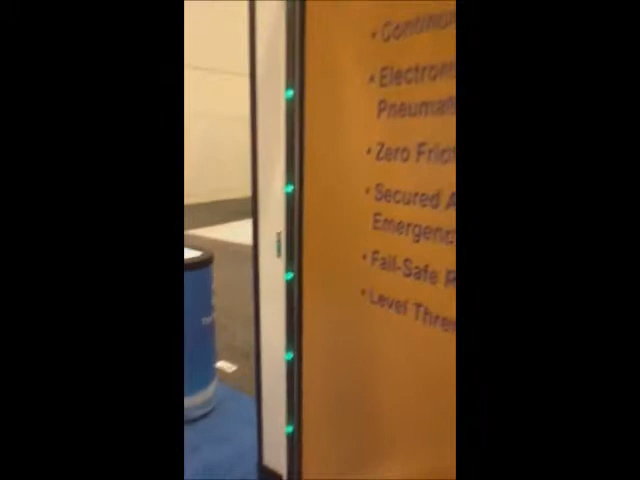 • Continu
• Electron
Pneumat
• Zero Frict
• Secured A
Emergenc
• Fail-Safe R
• Level Thre